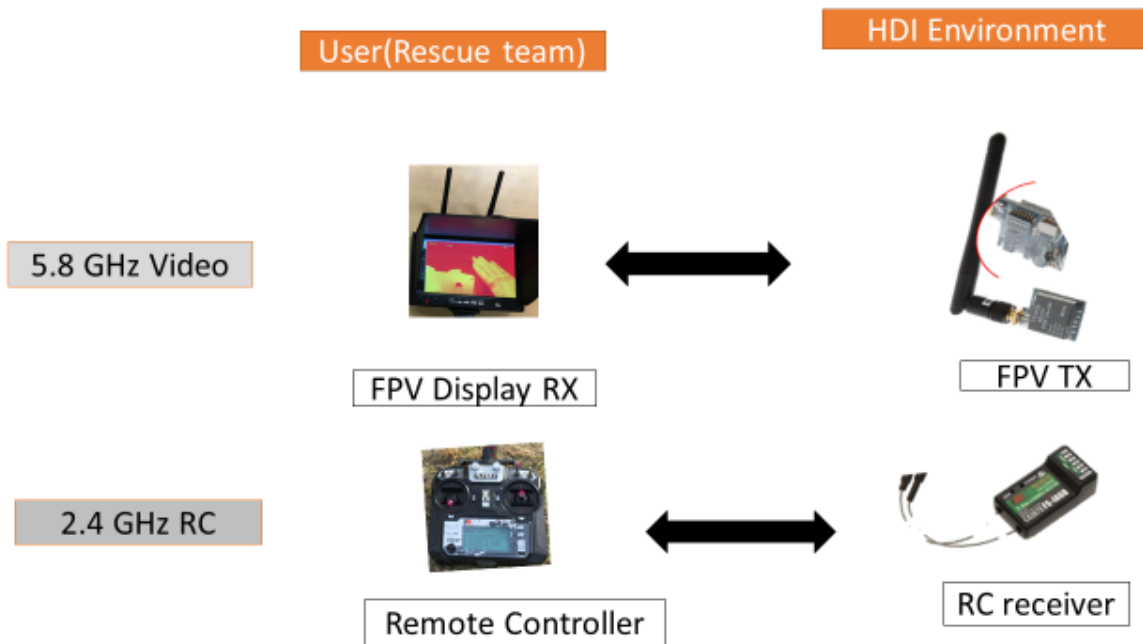 User(Rescue team)
HDI Environment
5.8 GHz Video
FPV Display RX
FPV TX
2.4 GHz RC
Remote Controller
RC receiver